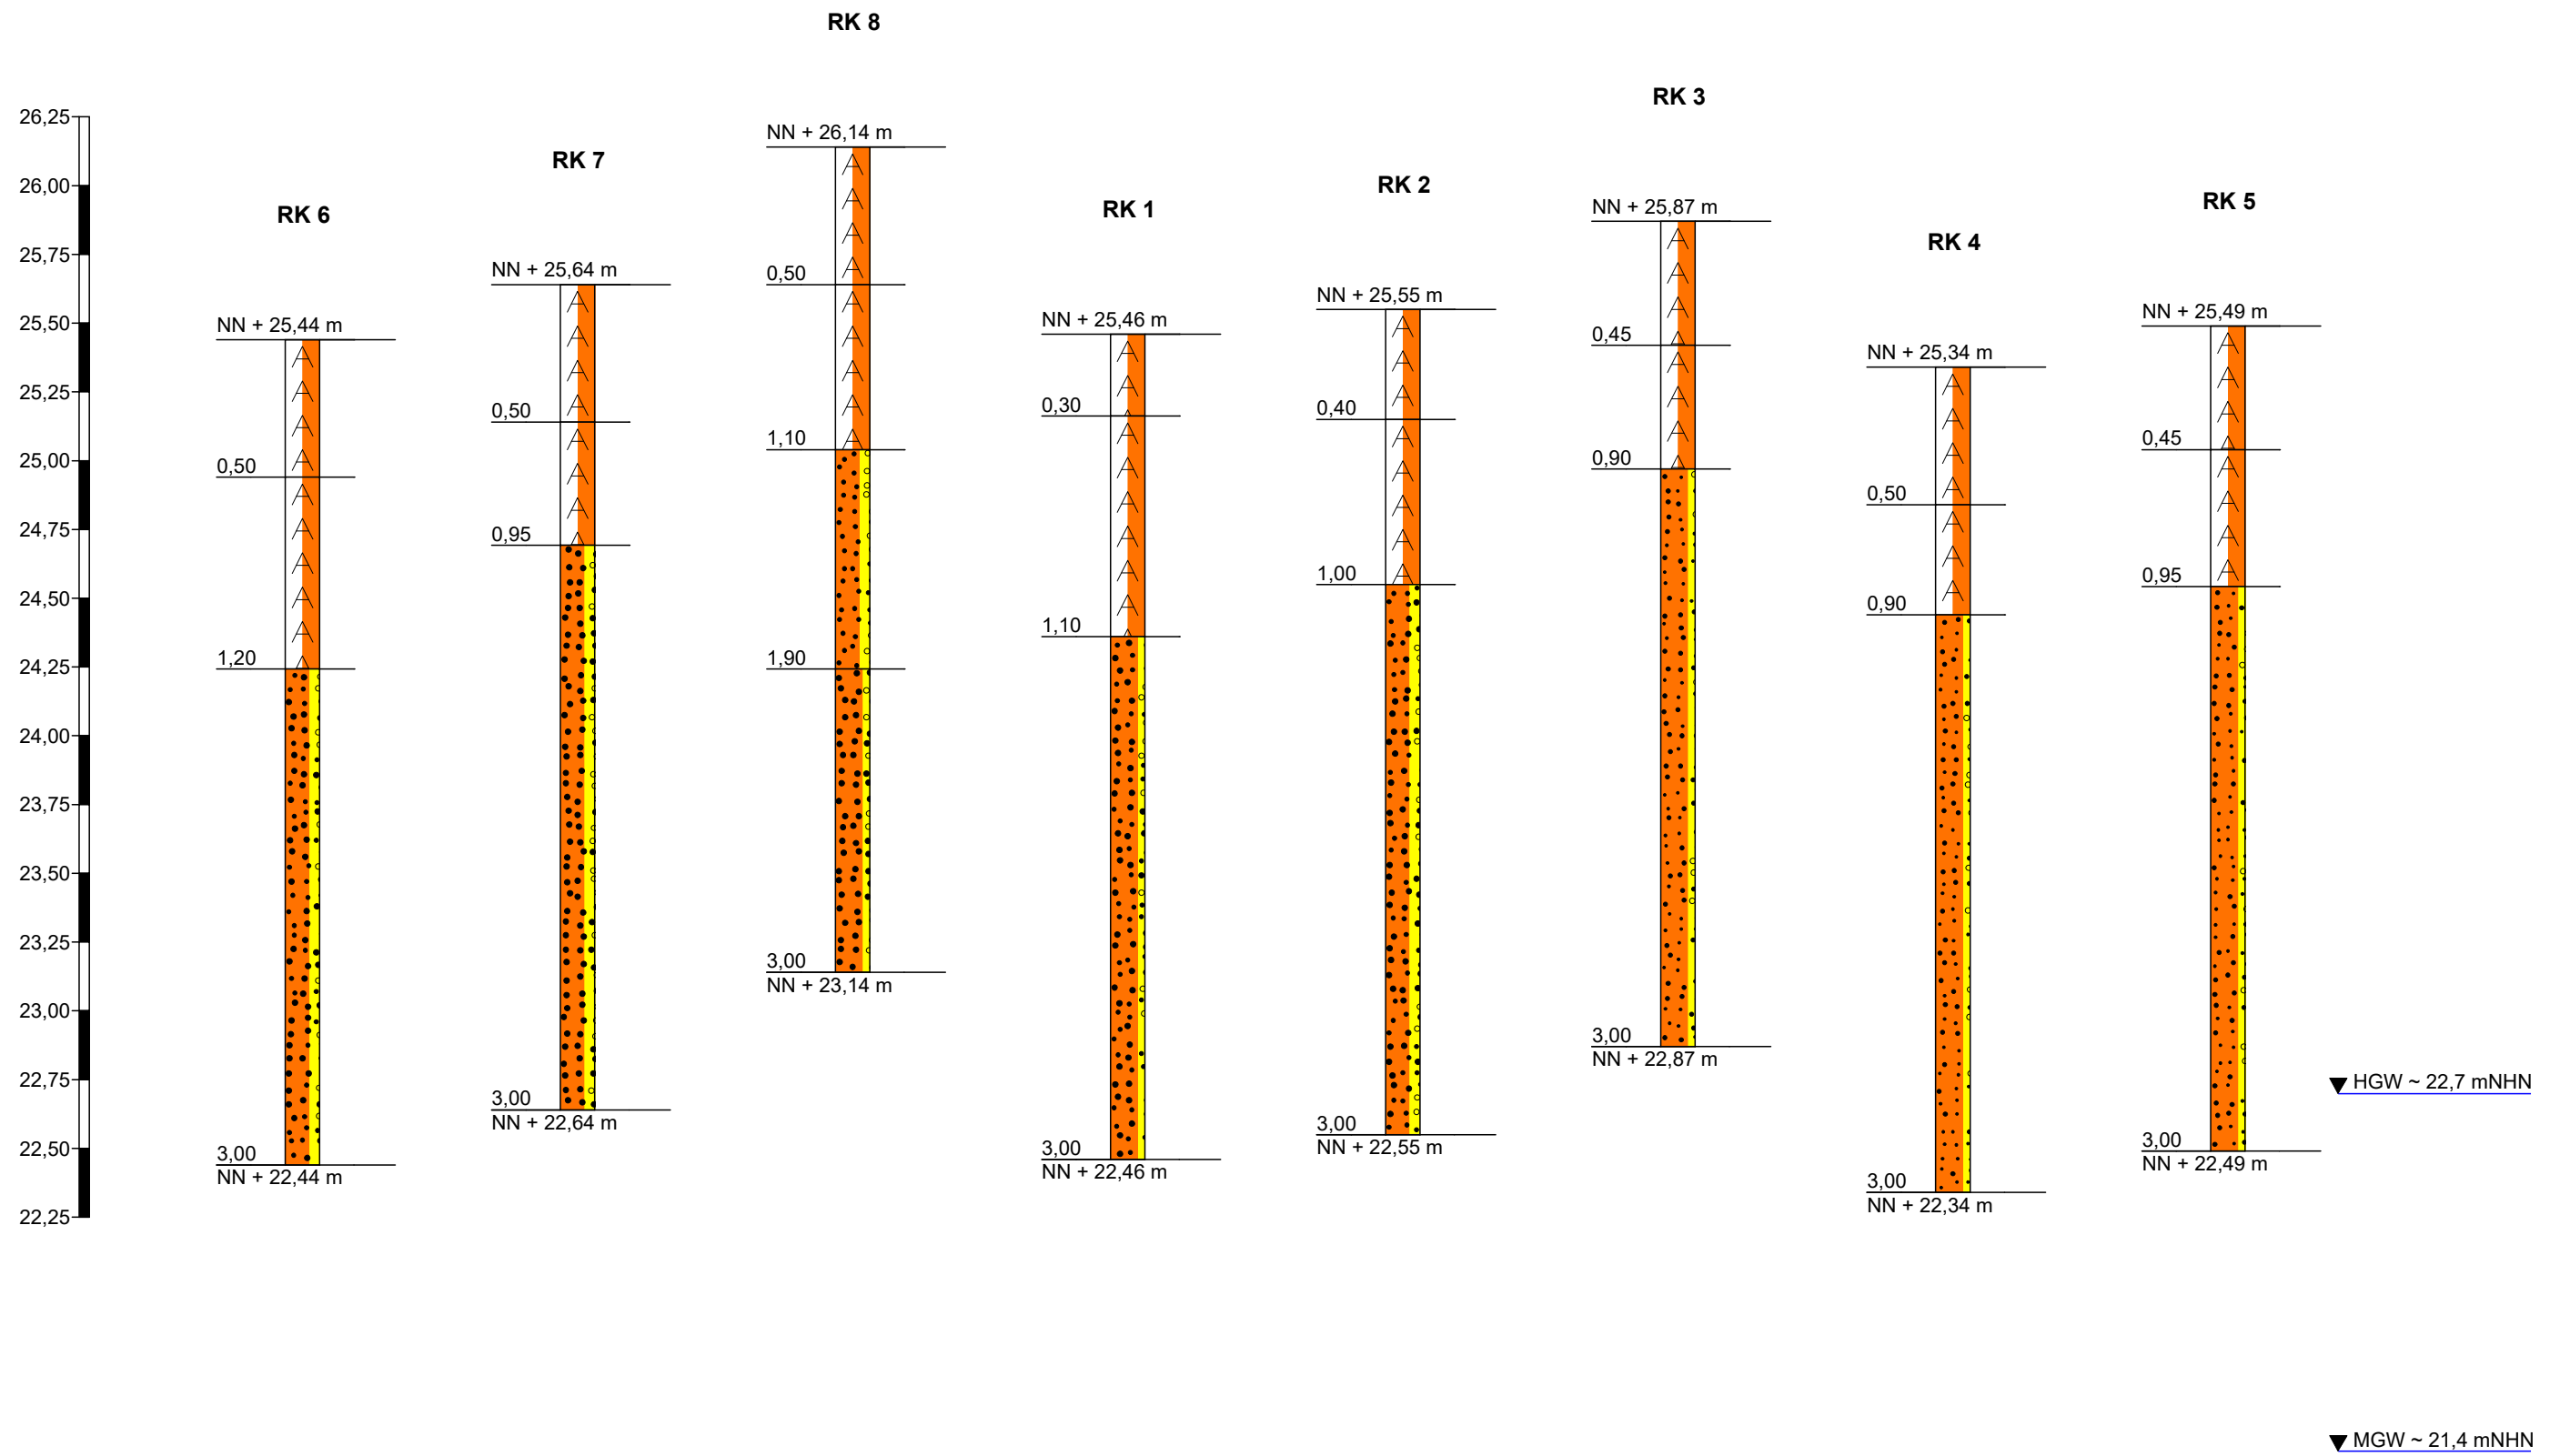 RK 8
RK 3
26,25
NN + 26,14 m
RK 7
26,00
RK 2
RK 5
NN + 25,87 m
RK 1
RK 6
RK 4
25,75
NN + 25,64 m
0,50
NN + 25,55 m
NN + 25,49 m
NN + 25,46 m
25,50
NN + 25,44 m
0,45
NN + 25,34 m
25,25
0,30
0,40
0,50
1,10
0,45
0,90
25,00
0,50
0,50
24,75
0,95
1,00
0,95
24,50
0,90
1,10
24,25
1,20
1,90
24,00
23,75
23,50
23,25
3,00
NN + 23,14 m
23,00
3,00
NN + 22,87 m
22,75
HGW ~ 22,7 mNHN
3,00
NN + 22,64 m
3,00
NN + 22,55 m
22,50
3,00
NN + 22,49 m
3,00
NN + 22,46 m
3,00
NN + 22,44 m
3,00
NN + 22,34 m
22,25
MGW ~ 21,4 mNHN